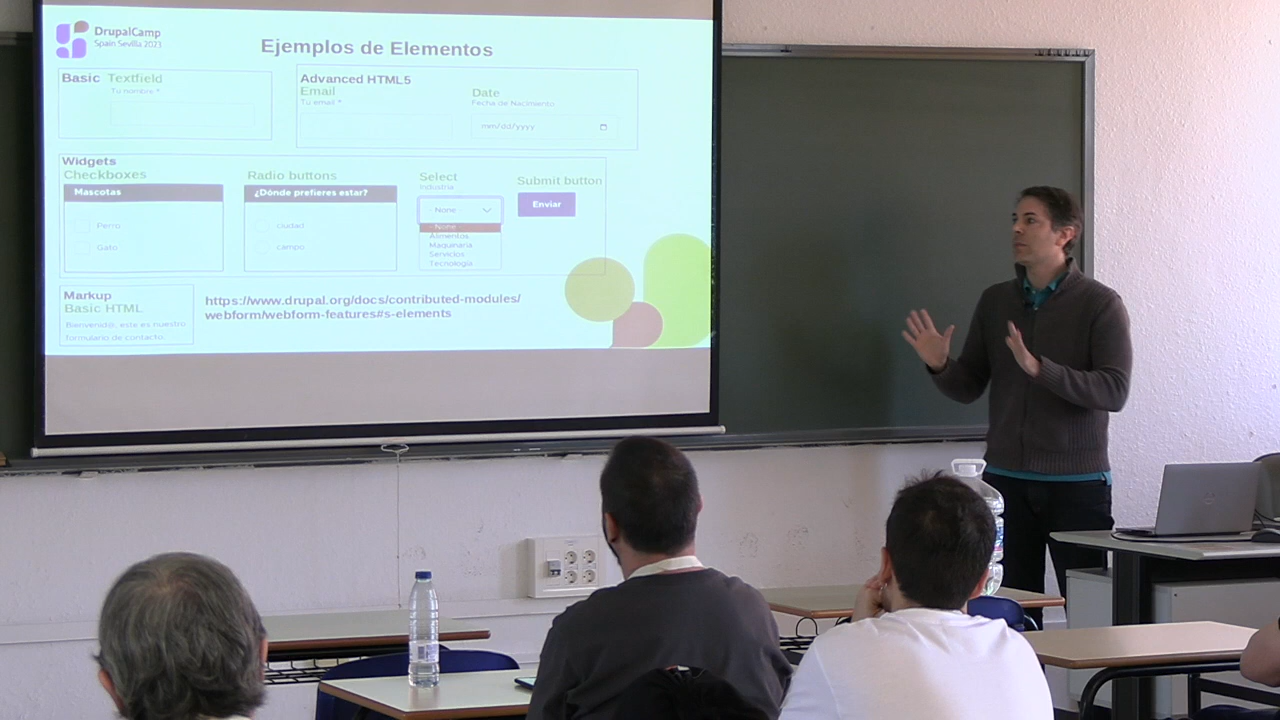 DrupalCamp
Spain Sevilla 2023
Ejemplos de Elementos
Basic Textfield
Tu nombre *
Advanced HTML5
Email
Tu email *
Date
Fecha de Nacimiento
mm/dd/yyyy
Widgets
Checkboxes
Mascotas
Perro
Gato
Radio buttons
¿Dónde prefieres estar?
ciudad
campo
Select
Industria
- None -
- None -
Alimentos
Maquinaria
Servicios
Tecnología
Submit button
Enviar
Markup
Basic HTML
Bienvenid@, este es nuestro
formulario de contacto.
https://www.drupal.org/docs/contributed-modules/
webform/webform-features#s-elements